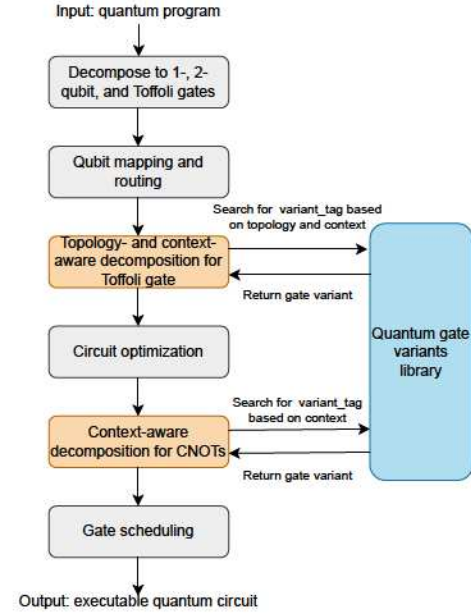 Input: quantum program
Decompose to 1-, 2-
qubit, and Toffoli gates
Qubit mapping and
routing
Search for variant_tag based
on topology and context
Topology- and context-
aware decomposition for
Toffoli gate
Return gate variant
Quantum gate
variants
library
Circuit optimization
Search for variant_tag
based on context
Context-aware
decomposition for CNOTs
Return gate variant
Gate scheduling
Output: executable quantum circuit